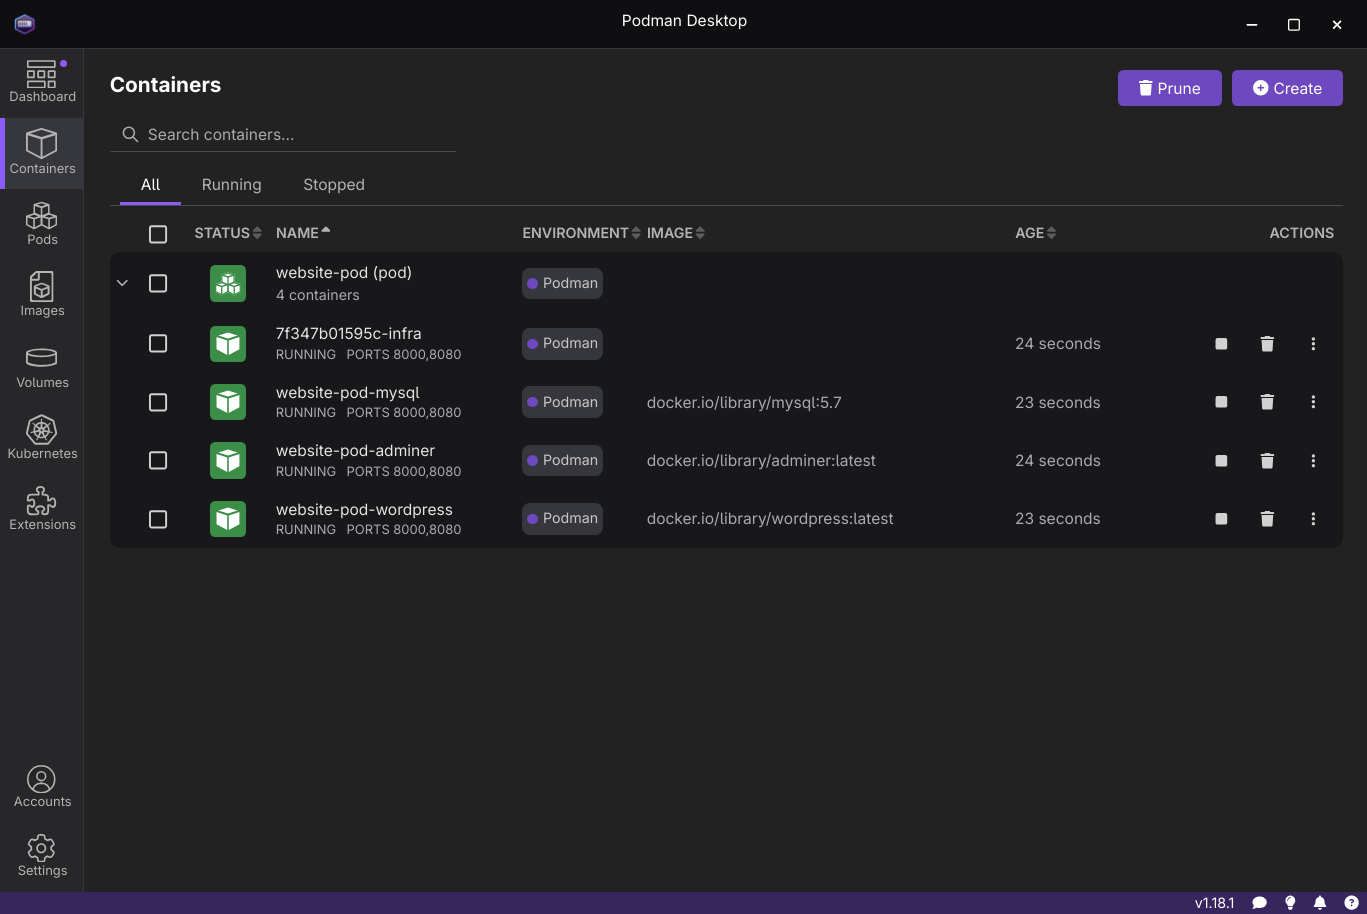 Podman Desktop
Dashboard
Containers
Pods
Images
Volumes
Kubernetes
Extensions
Accounts
Settings
Containers
Prune
Create
Search containers...
All Running Stopped
STATUS NAME ENVIRONMENT IMAGE AGE ACTIONS
website-pod (pod)
4 containers
Podman
7f347b01595c-infra
RUNNING PORTS 8000,8080
Podman
24 seconds
website-pod-mysql
RUNNING PORTS 8000,8080
Podman
docker.io/library/mysql:5.7
23 seconds
website-pod-adminer
RUNNING PORTS 8000,8080
Podman
docker.io/library/adminer:latest
24 seconds
website-pod-wordpress
RUNNING PORTS 8000,8080
Podman
docker.io/library/wordpress:latest
23 seconds
v1.18.1